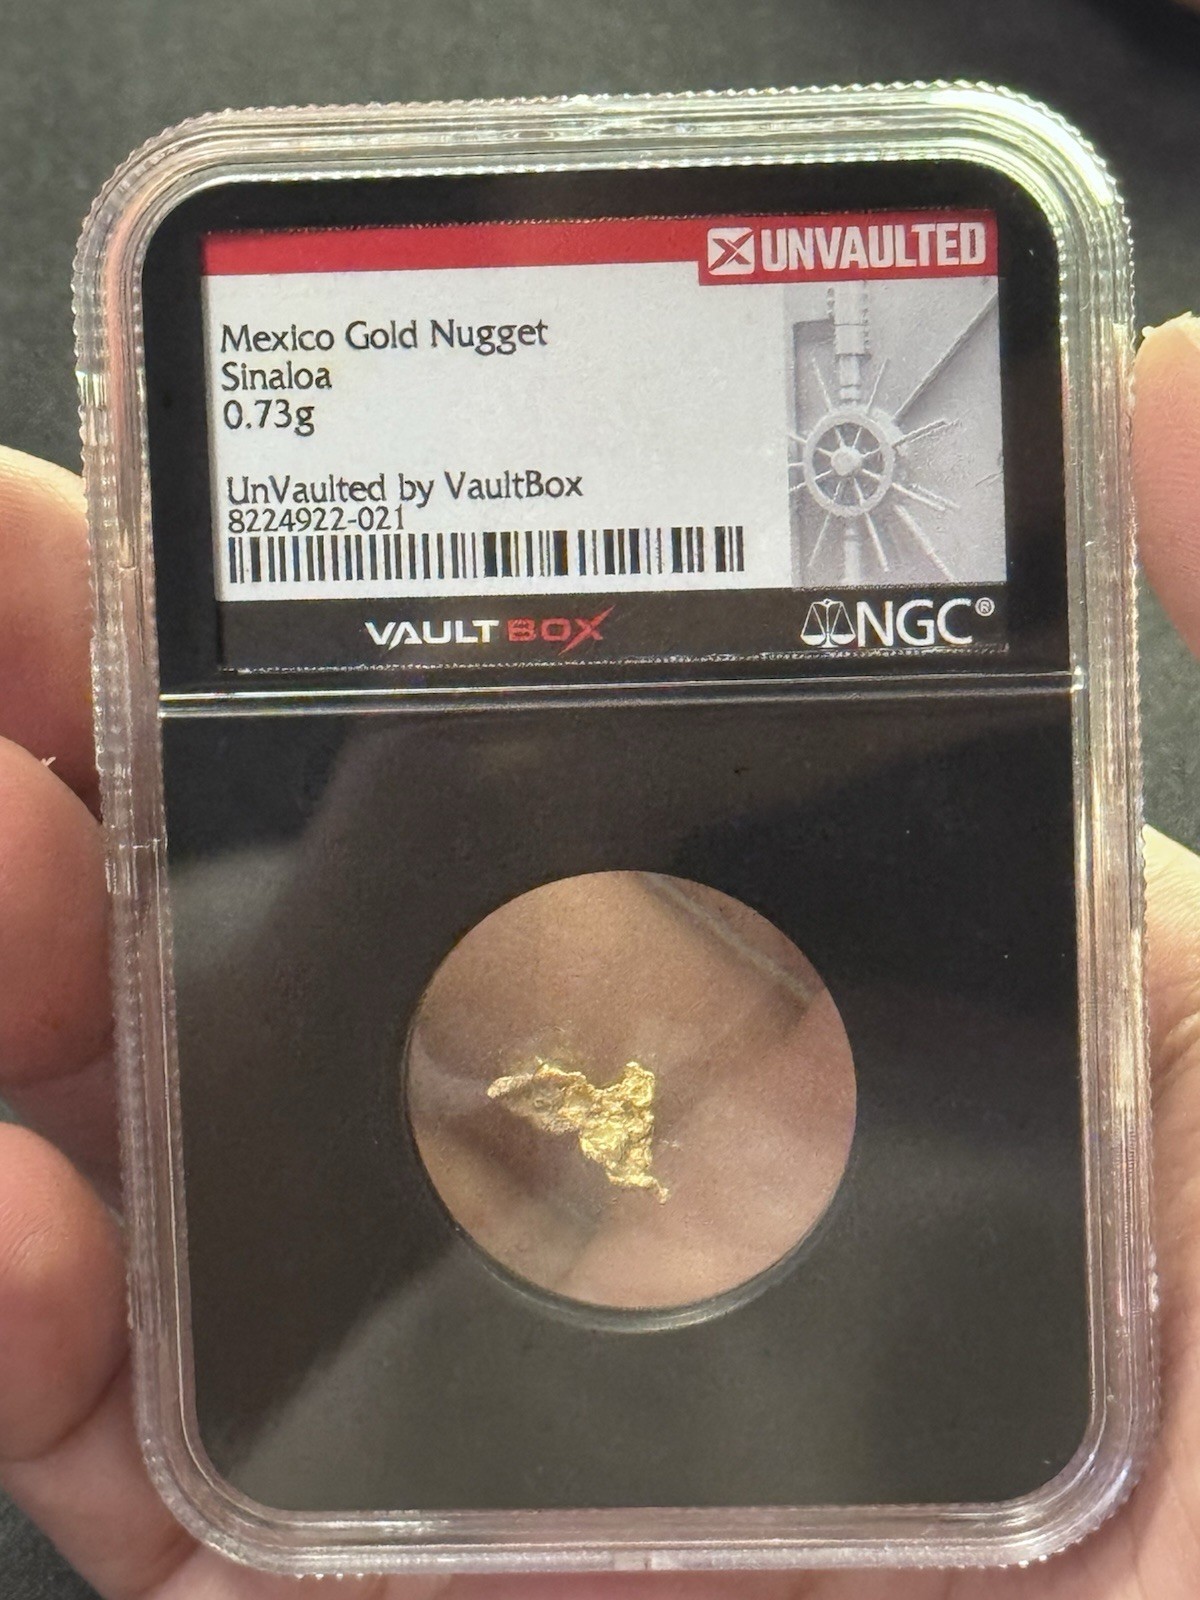 UNVAULTED
Mexico Gold Nugget
Sinaloa
0.73g
UnVaulted by VaultBox
8224922-021
VAULTBOX
NGC®